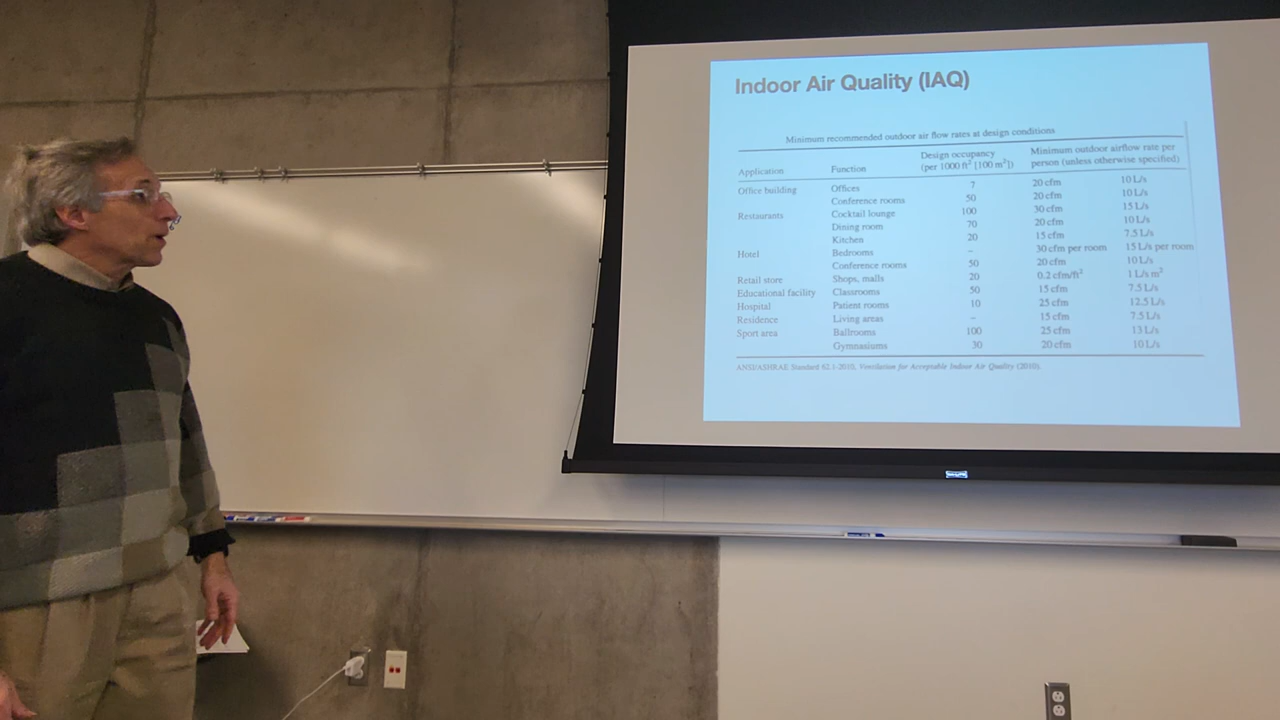 Indoor Air Quality (IAQ)
Minimum recommended outdoor air flow rates at design conditions
Application Function Design occupancy (per 1000 ft² [100 m²]) Minimum outdoor airflow rate per person (unless otherwise specified)
Office building Offices 7 20 cfm 10 L/s
Conference rooms 50 20 cfm 10 L/s
Restaurants Cocktail lounge 100 30 cfm 15 L/s
Dining room 70 20 cfm 10 L/s
Kitchen 20 15 cfm 7.5 L/s
Hotel Bedrooms – 30 cfm per room 15 L/s per room
Conference rooms 50 20 cfm 10 L/s
Retail store Shops, malls 20 0.2 cfm/ft² 1 L/s m²
Educational facility Classrooms 50 15 cfm 7.5 L/s
Hospital Patient rooms 10 25 cfm 12.5 L/s
Residence Living areas – 15 cfm 7.5 L/s
Sport area Ballrooms 100 25 cfm 13 L/s
Gymnasiums 30 20 cfm 10 L/s
ANSI/ASHRAE Standard 62.1-2010, Ventilation for Acceptable Indoor Air Quality (2010).